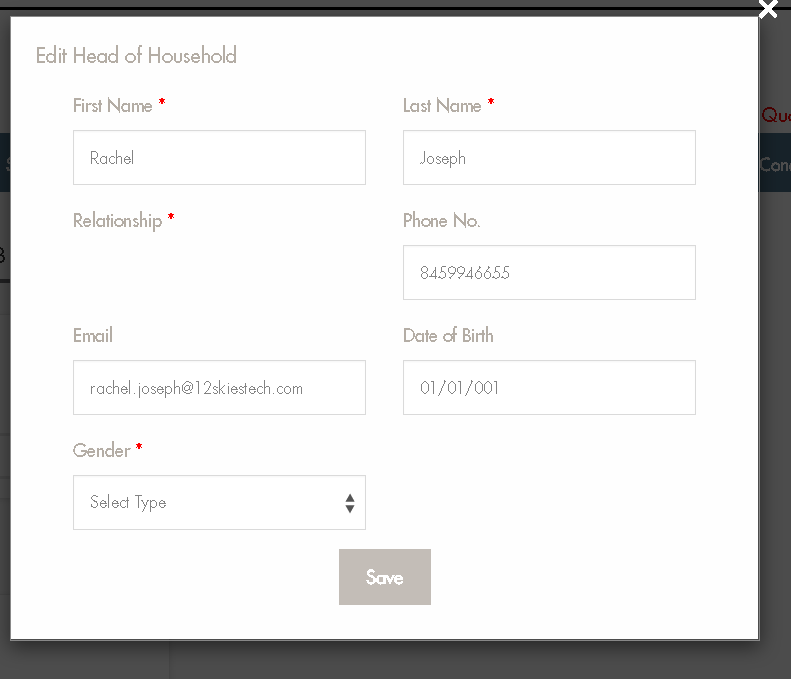 Edit Head of Household
First Name * Last Name *
Rachel Joseph
Relationship * Phone No.
8459946655
Email Date of Birth
rachel.joseph@12skiestech.com 01/01/001
Gender *
Select Type
Save